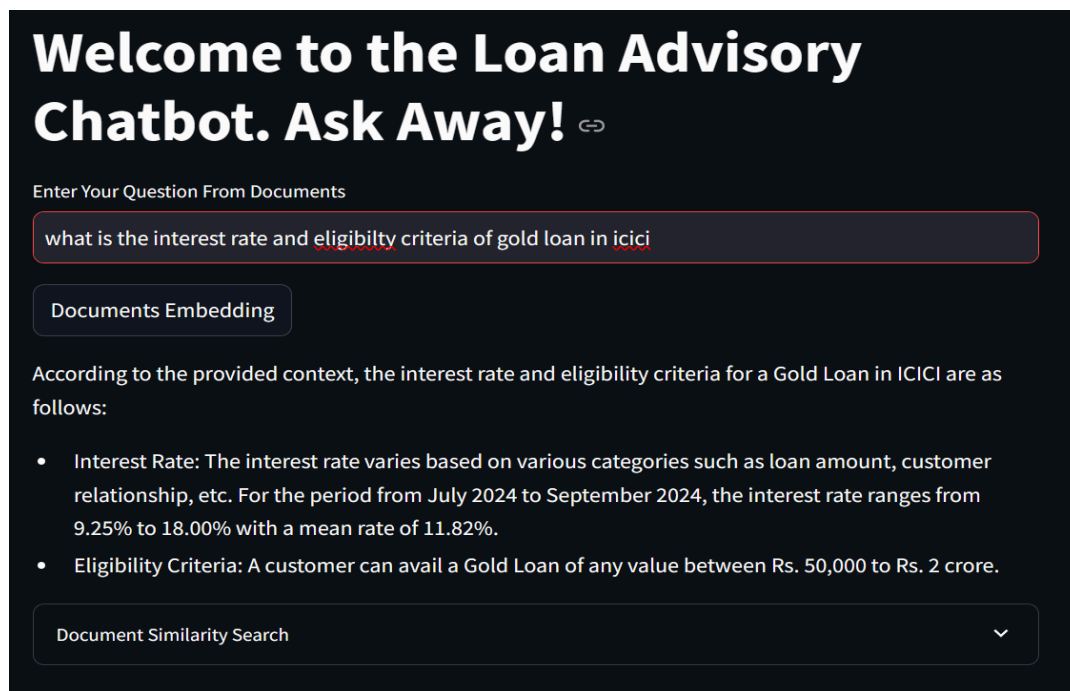 Welcome to the Loan Advisory
Chatbot. Ask Away!
Enter Your Question From Documents
what is the interest rate and eligibilty criteria of gold loan in icici
Documents Embedding
According to the provided context, the interest rate and eligibility criteria for a Gold Loan in ICICI are as
follows:
• Interest Rate: The interest rate varies based on various categories such as loan amount, customer
relationship, etc. For the period from July 2024 to September 2024, the interest rate ranges from
9.25% to 18.00% with a mean rate of 11.82%.
• Eligibility Criteria: A customer can avail a Gold Loan of any value between Rs. 50,000 to Rs. 2 crore.
Document Similarity Search